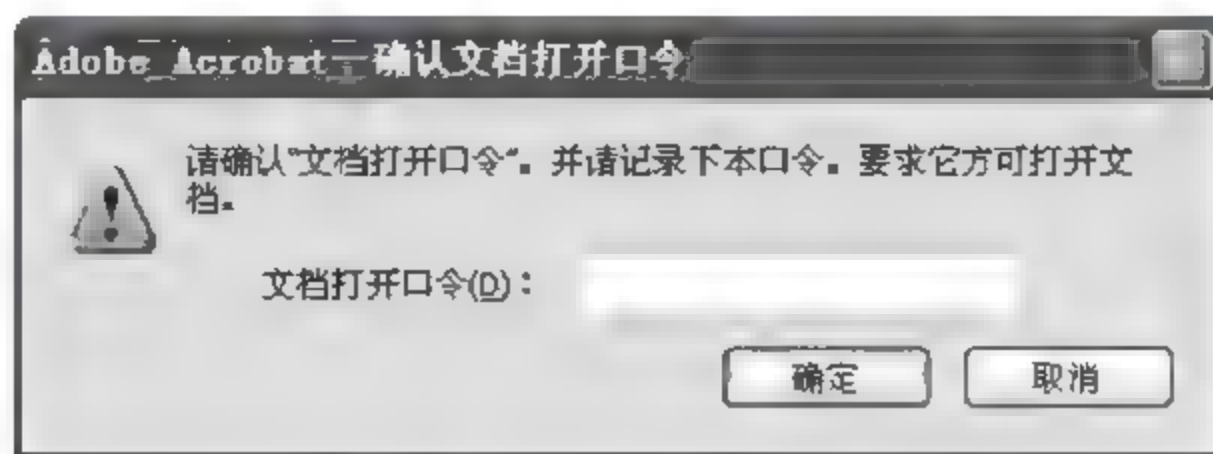 Adobe Acrobat - 确认文档打开口令
请确认"文档打开口令"。并请记录下本口令。要求它方可打开文
档。
文档打开口令(D)：
确定 取消